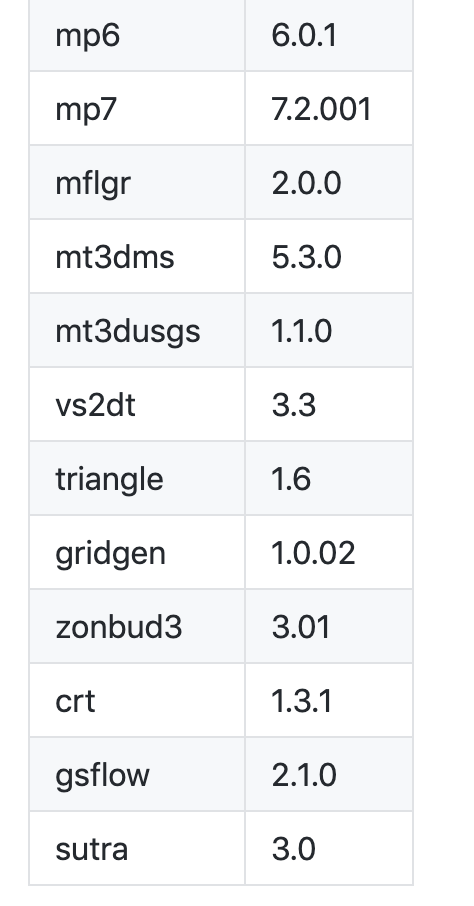 mp6 6.0.1
mp7 7.2.001
mflgr 2.0.0
mt3dms 5.3.0
mt3dusgs 1.1.0
vs2dt 3.3
triangle 1.6
gridgen 1.0.02
zonbud3 3.01
crt 1.3.1
gsflow 2.1.0
sutra 3.0